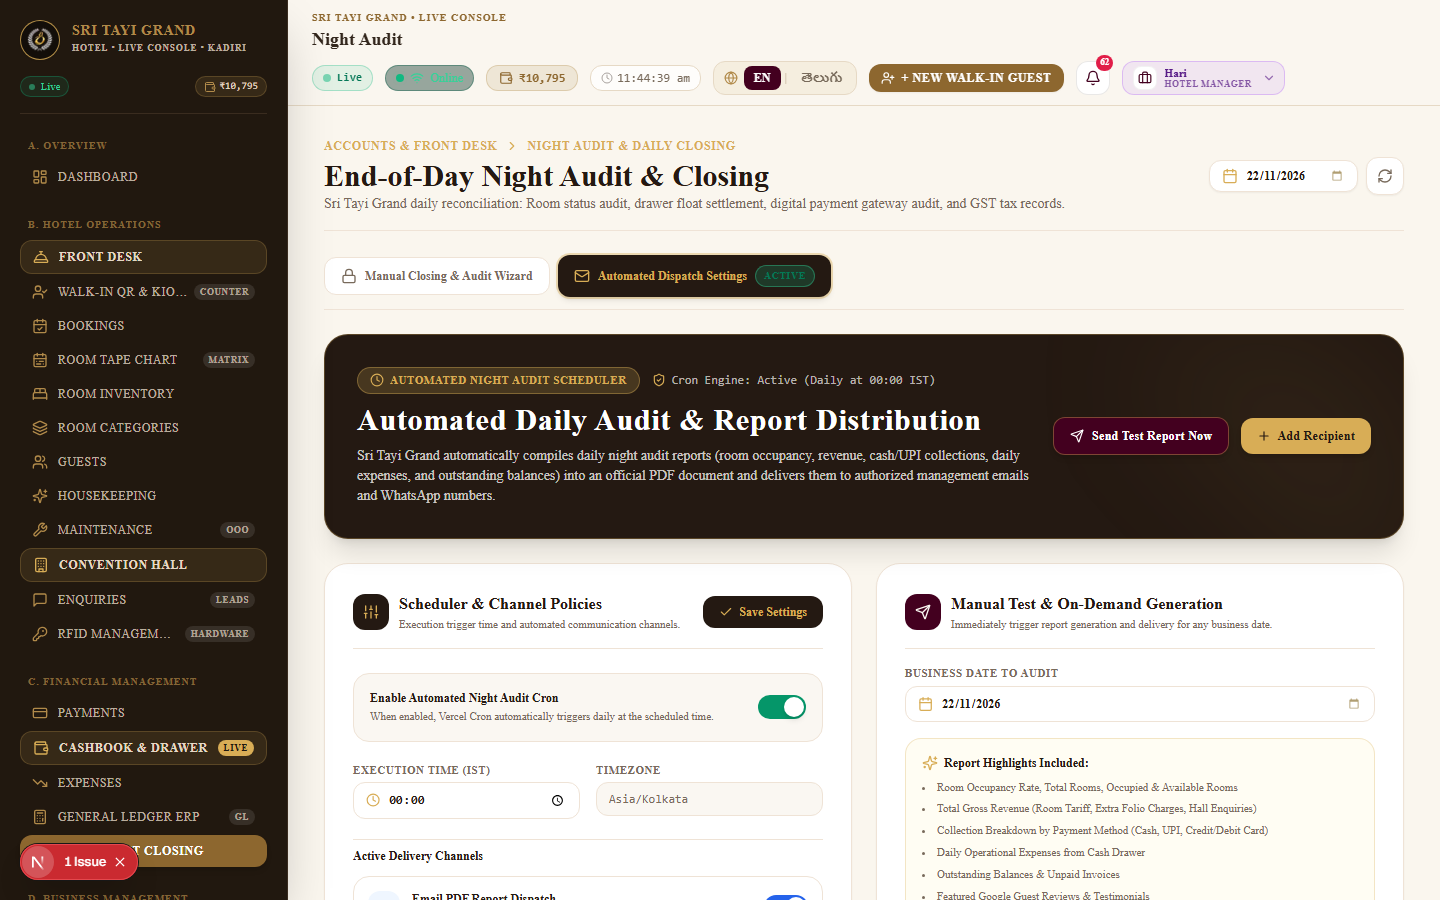 SRI TAYI GRAND
HOTEL • LIVE CONSOLE • KADIRI
Live
₹10,795
A. OVERVIEW
DASHBOARD
B. HOTEL OPERATIONS
FRONT DESK
WALK-IN QR & KIO... COUNTER
BOOKINGS
ROOM TAPE CHART MATRIX
ROOM INVENTORY
ROOM CATEGORIES
GUESTS
HOUSEKEEPING
MAINTENANCE OOO
CONVENTION HALL
ENQUIRIES LEADS
RFID MANAGEM... HARDWARE
C. FINANCIAL MANAGEMENT
PAYMENTS
CASHBOOK & DRAWER LIVE
EXPENSES
GENERAL LEDGER ERP GL
T CLOSING
N 1 Issue
D. BUSINESS MANAGEMENT
SRI TAYI GRAND • LIVE CONSOLE
Night Audit
Live
₹10,795
11:44:39 am
EN | తెలుగు
+ NEW WALK-IN GUEST
62
Hari
HOTEL MANAGER
ACCOUNTS & FRONT DESK > NIGHT AUDIT & DAILY CLOSING
End-of-Day Night Audit & Closing
Sri Tayi Grand daily reconciliation: Room status audit, drawer float settlement, digital payment gateway audit, and GST tax records.
22/11/2026
Manual Closing & Audit Wizard
Automated Dispatch Settings ACTIVE
AUTOMATED NIGHT AUDIT SCHEDULER
Cron Engine: Active (Daily at 00:00 IST)
Automated Daily Audit & Report Distribution
Sri Tayi Grand automatically compiles daily night audit reports (room occupancy, revenue, cash/UPI collections, daily
expenses, and outstanding balances) into an official PDF document and delivers them to authorized management emails
and WhatsApp numbers.
Send Test Report Now
+ Add Recipient
Scheduler & Channel Policies
Execution trigger time and automated communication channels.
Save Settings
Enable Automated Night Audit Cron
When enabled, Vercel Cron automatically triggers daily at the scheduled time.
EXECUTION TIME (IST)
00:00
TIMEZONE
Asia/Kolkata
Active Delivery Channels
Email PDF Report Dispatch
Manual Test & On-Demand Generation
Immediately trigger report generation and delivery for any business date.
BUSINESS DATE TO AUDIT
22/11/2026
Report Highlights Included:
• Room Occupancy Rate, Total Rooms, Occupied & Available Rooms
• Total Gross Revenue (Room Tariff, Extra Folio Charges, Hall Enquiries)
• Collection Breakdown by Payment Method (Cash, UPI, Credit/Debit Card)
• Daily Operational Expenses from Cash Drawer
• Outstanding Balances & Unpaid Invoices
• Featured Google Guest Reviews & Testimonials